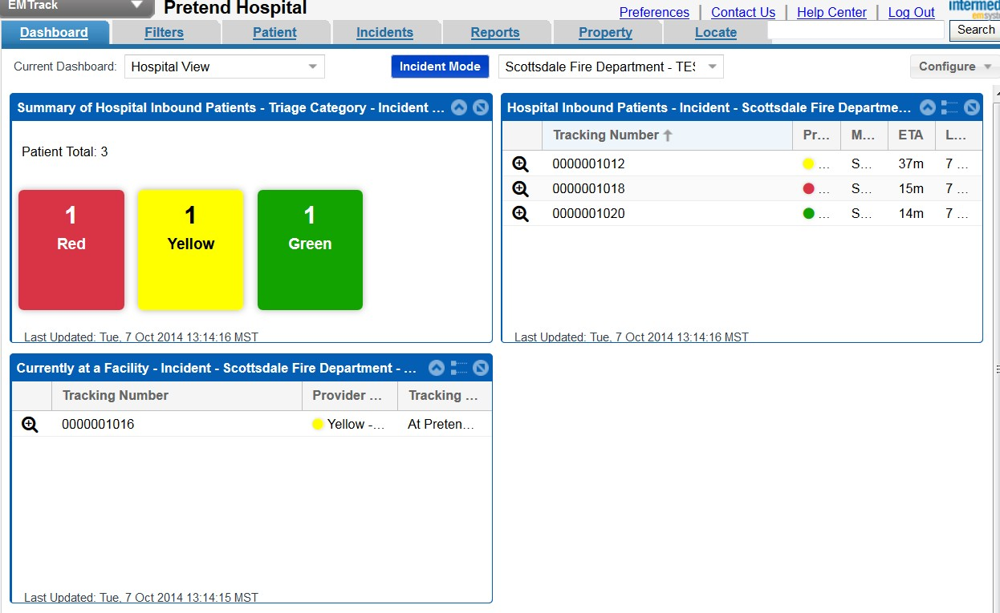 EMTrack
Pretend Hospital
Preferences | Contact Us | Help Center | Log Out
Dashboard Filters Patient Incidents Reports Property Locate Search
Current Dashboard: Hospital View Incident Mode Scottsdale Fire Department - TES Configure
Summary of Hospital Inbound Patients - Triage Category - Incident ...
Patient Total: 3
1 1 1
Red Yellow Green
Last Updated: Tue, 7 Oct 2014 13:14:16 MST
Hospital Inbound Patients - Incident - Scottsdale Fire Departme...
Tracking Number Pr... M... ETA L...
0000001012 ... S... 37m 7 ...
0000001018 ... S... 15m 7 ...
0000001020 ... S... 14m 7 ...
Last Updated: Tue, 7 Oct 2014 13:14:16 MST
Currently at a Facility - Incident - Scottsdale Fire Department - ...
Tracking Number Provider ... Tracking ...
0000001016 Yellow -... At Preten...
Last Updated: Tue, 7 Oct 2014 13:14:15 MST